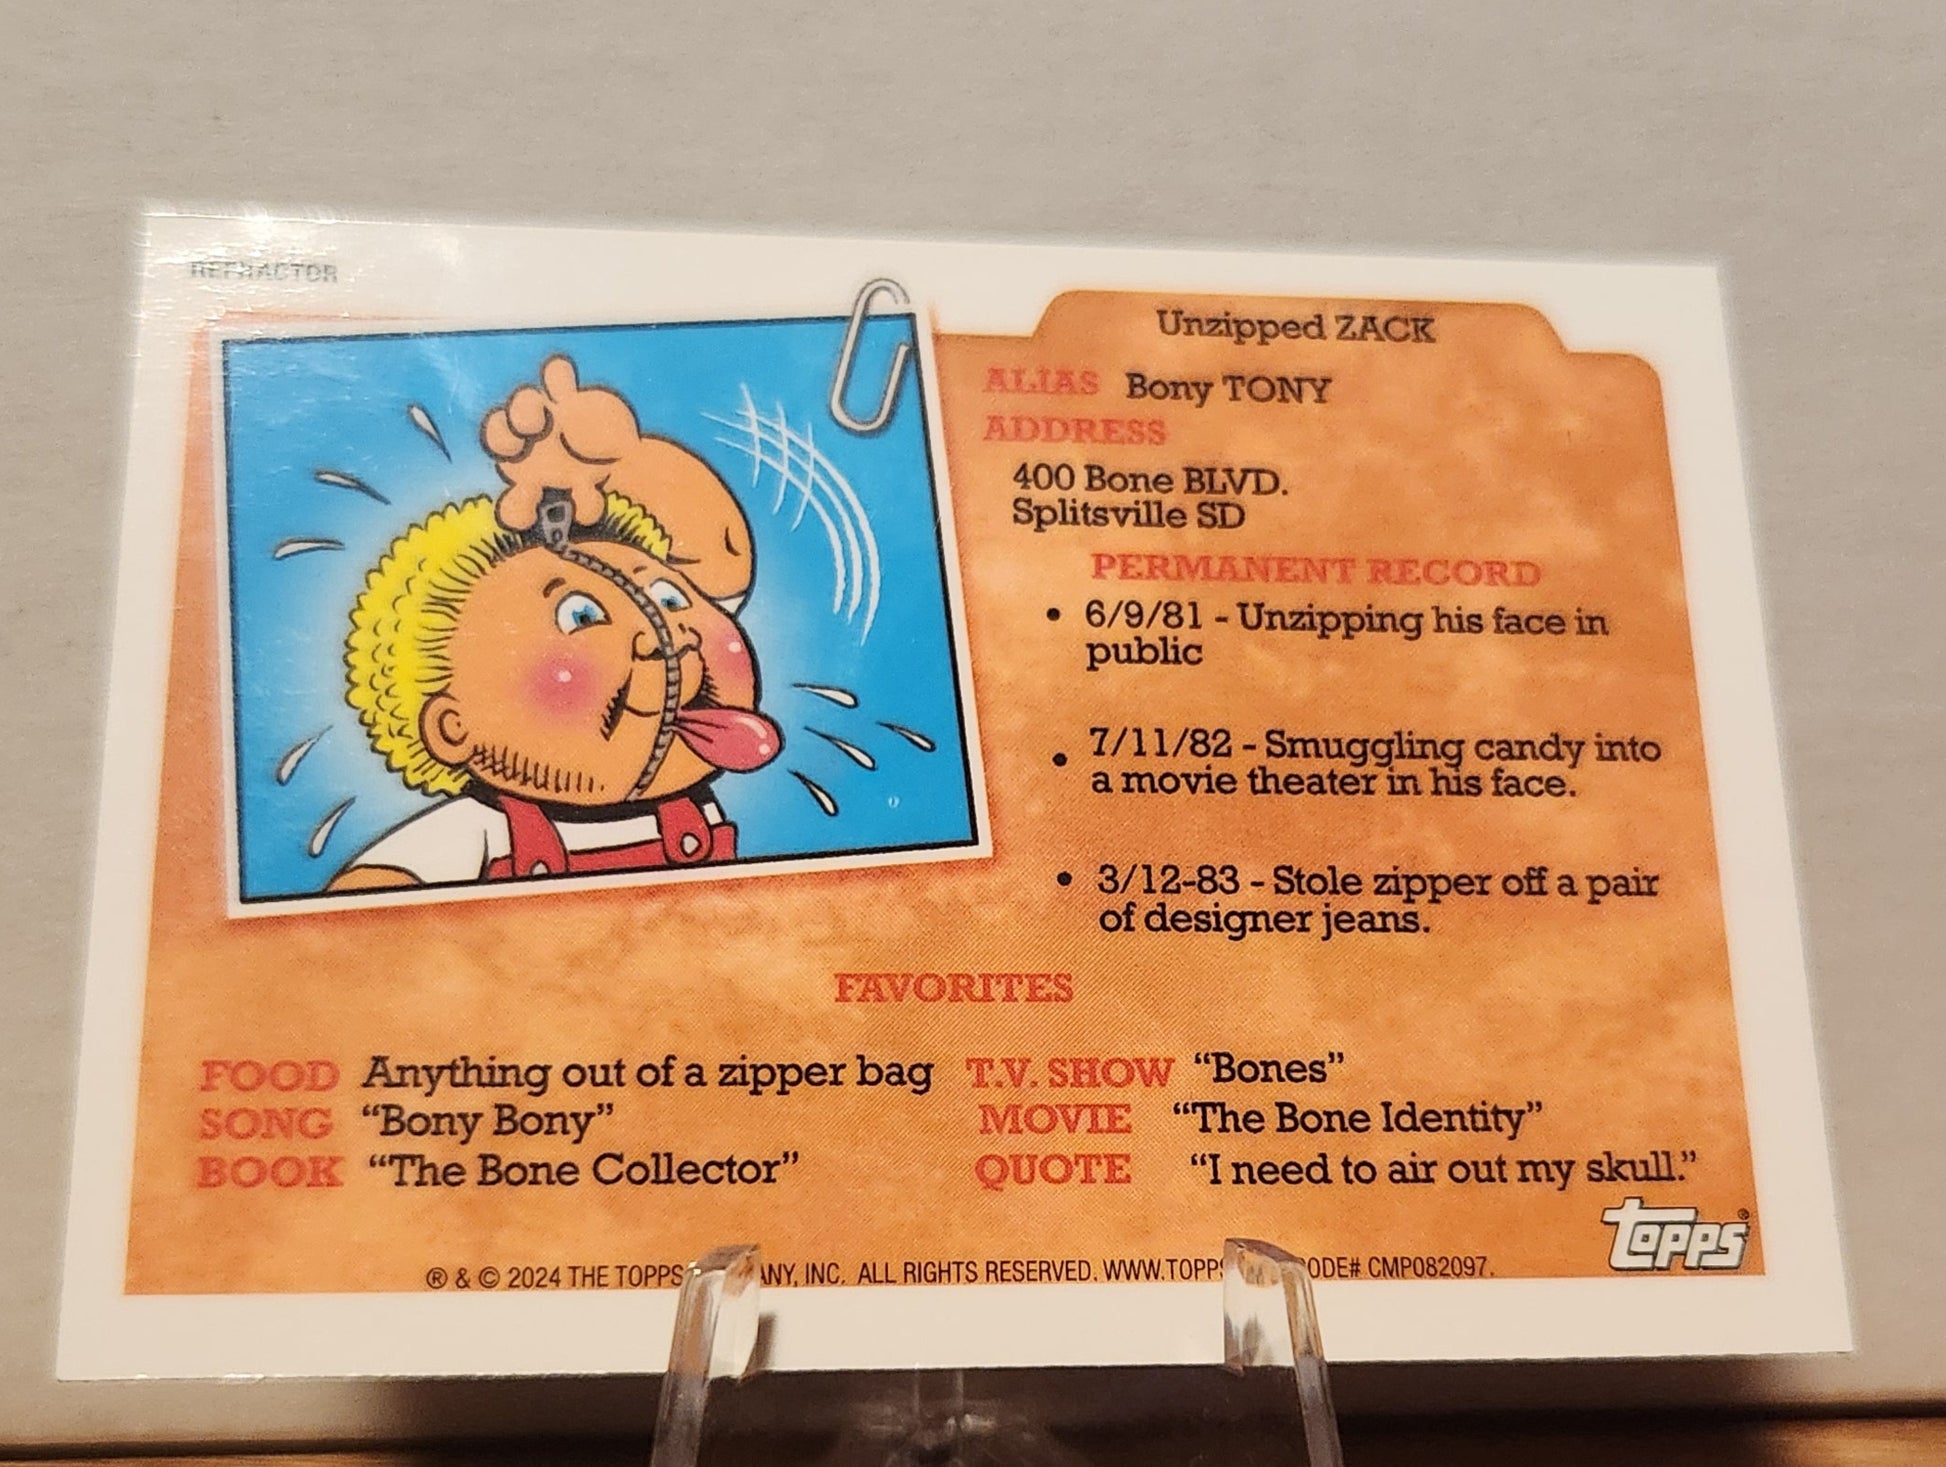 REFRACTOR
Unzipped ZACK
ALIAS Bony TONY
ADDRESS
400 Bone BLVD.
Splitsville SD
PERMANENT RECORD
• 6/9/81 - Unzipping his face in
public
• 7/11/82 - Smuggling candy into
a movie theater in his face.
• 3/12-83 - Stole zipper off a pair
of designer jeans.
FAVORITES
FOOD Anything out of a zipper bag
SONG "Bony Bony"
BOOK "The Bone Collector"
T.V. SHOW "Bones"
MOVIE "The Bone Identity"
QUOTE "I need to air out my skull."
Topps®
® & © 2024 THE TOPPS ANY, INC. ALL RIGHTS RESERVED. WWW.TOPPS ODE# CMP082097.